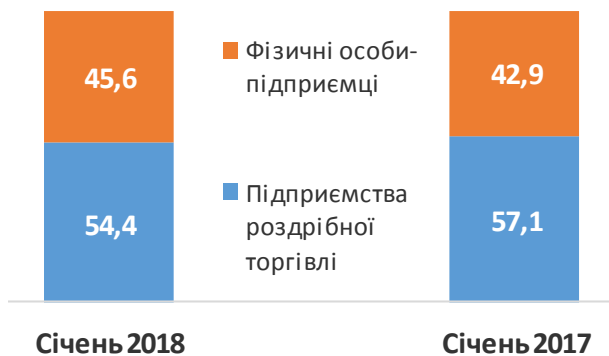 45,6
54,4
Фізичні особи-
підприємці
Підприємства
роздрібної
торгівлі
42,9
57,1
Січень 2018
Січень 2017